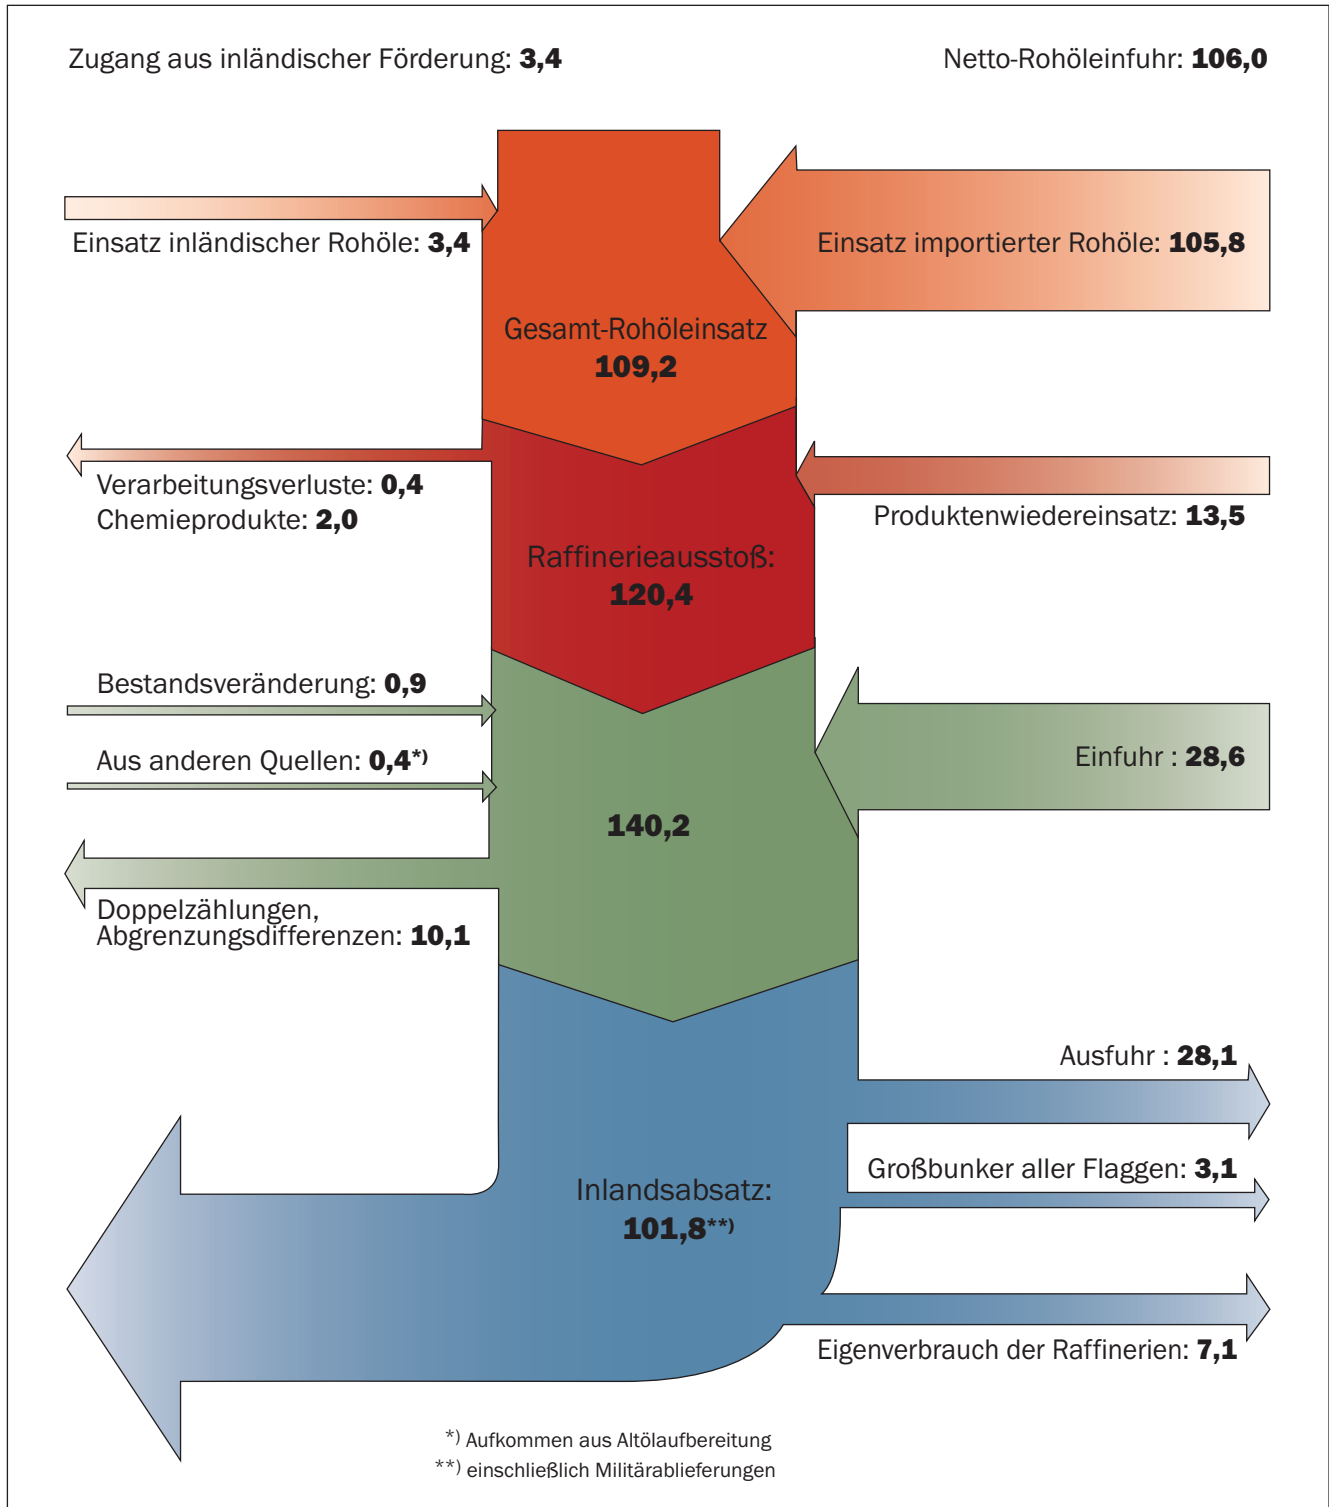 Zugang aus inländischer Förderung: 3,4
Netto-Rohöleinfuhr: 106,0
Einsatz inländischer Rohöle: 3,4
Einsatz importierter Rohöle: 105,8
Gesamt-Rohöleinsatz
109,2
Verarbeitungsverluste: 0,4
Chemieprodukte: 2,0
Produktenwiedereinsatz: 13,5
Raffinerieausstoß:
120,4
Bestandsveränderung: 0,9
Aus anderen Quellen: 0,4*)
Einfuhr : 28,6
140,2
Doppelzählungen,
Abgrenzungsdifferenzen: 10,1
Ausfuhr : 28,1
Großbunker aller Flaggen: 3,1
Inlandsabsatz:
101,8**)
Eigenverbrauch der Raffinerien: 7,1
*) Aufkommen aus Altölaufbereitung
**) einschließlich Militärablieferungen